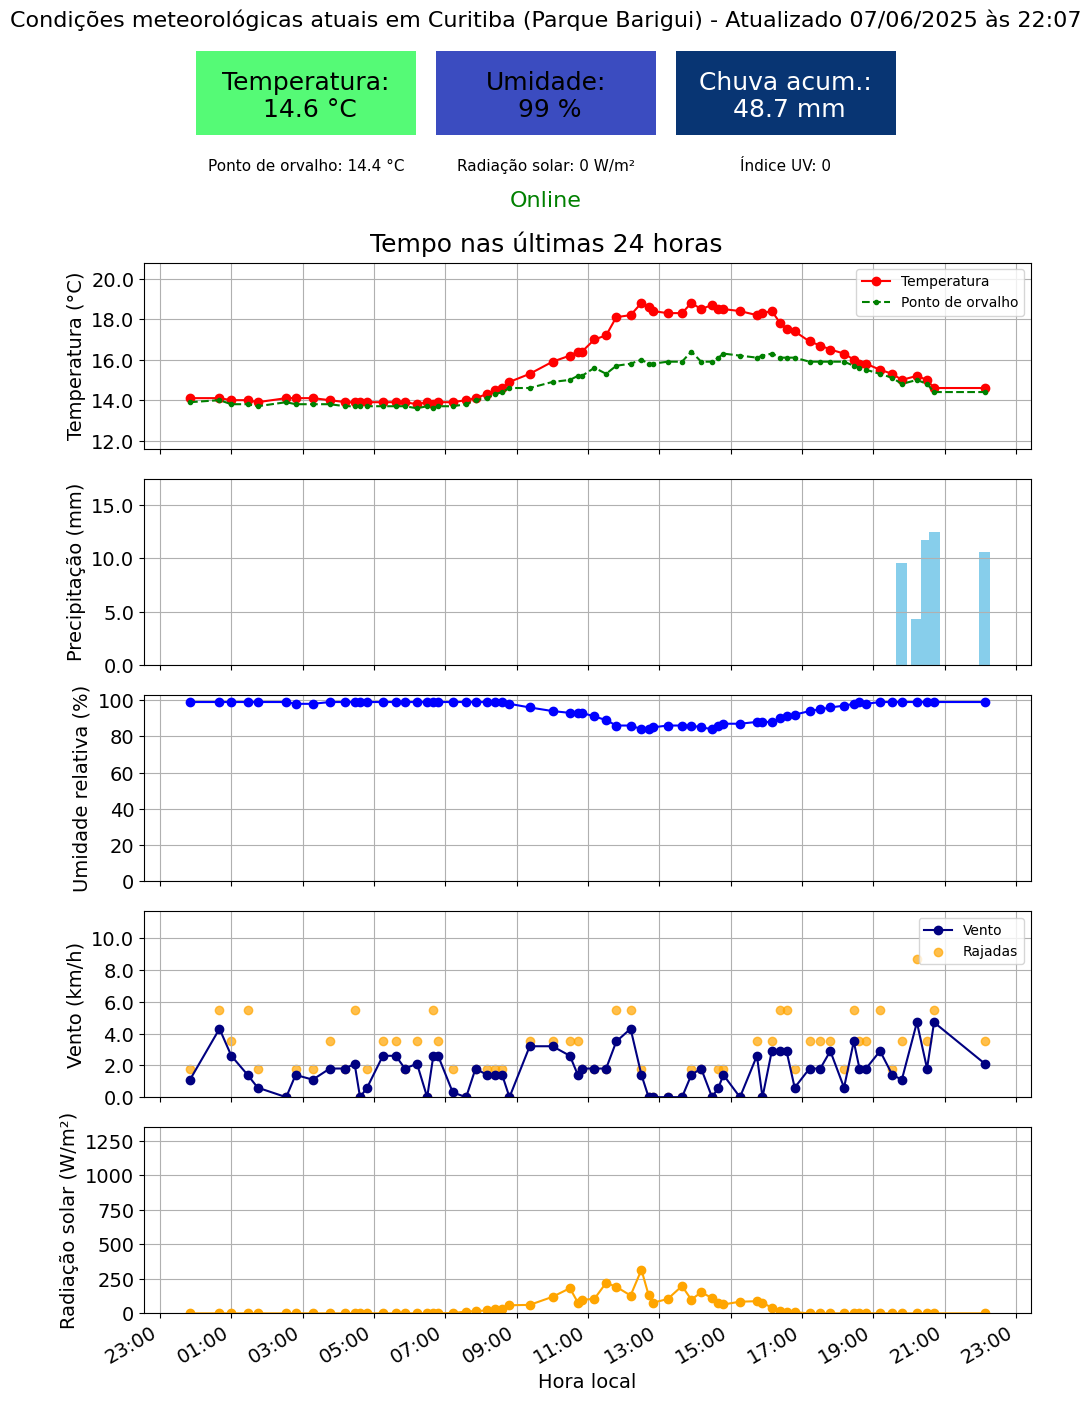 Condições meteorológicas atuais em Curitiba (Parque Barigui) - Atualizado 07/06/2025 às 22:07
Temperatura:
14.6 °C
Umidade:
99 %
Chuva acum.:
48.7 mm
Ponto de orvalho: 14.4 °C
Radiação solar: 0 W/m²
Índice UV: 0
Online
Tempo nas últimas 24 horas
Temperatura (°C)
20.0
18.0
16.0
14.0
12.0
Temperatura
Ponto de orvalho
Precipitação (mm)
15.0
10.0
5.0
0.0
Umidade relativa (%)
100
80
60
40
20
0
Vento (km/h)
10.0
8.0
6.0
4.0
2.0
0.0
Vento
Rajadas
Radiação solar (W/m²)
1250
1000
750
500
250
0
23:00
01:00
03:00
05:00
07:00
09:00
11:00
13:00
15:00
17:00
19:00
21:00
23:00
Hora local